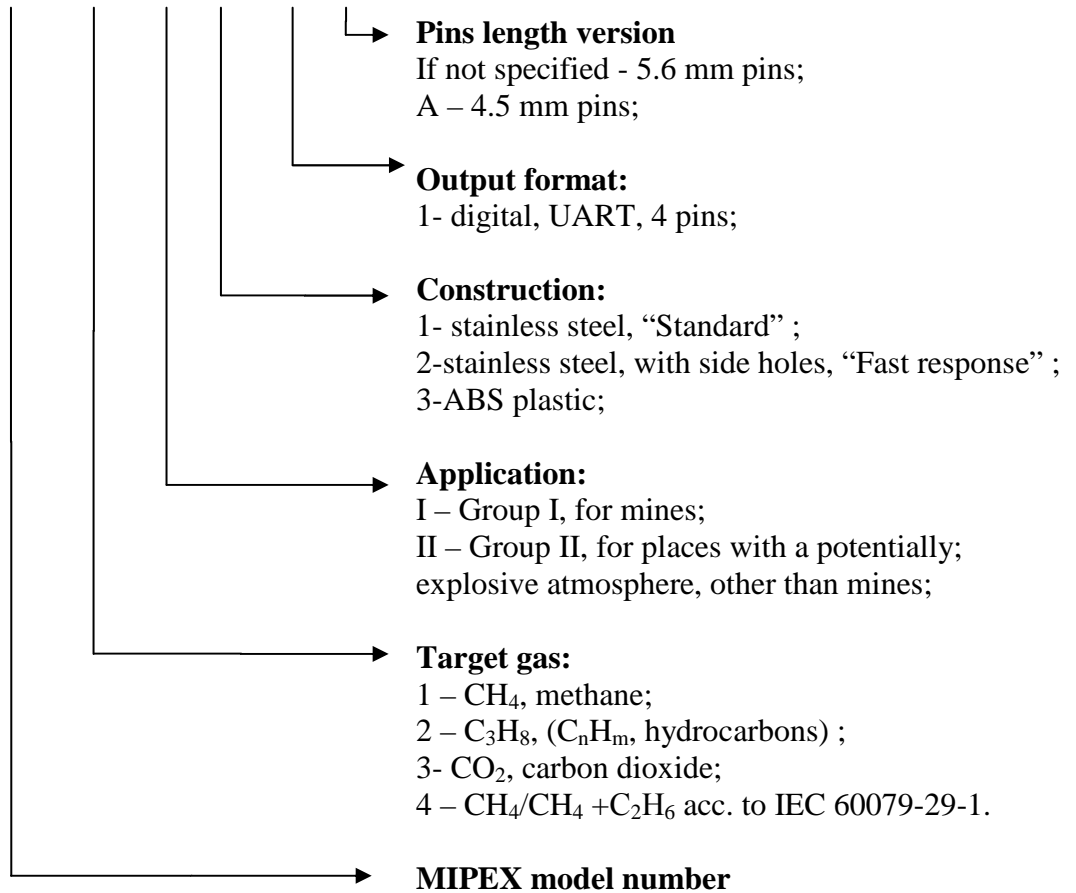 Pins length version
If not specified - 5.6 mm pins;
A – 4.5 mm pins;
Output format:
1- digital, UART, 4 pins;
Construction:
1- stainless steel, “Standard” ;
2-stainless steel, with side holes, “Fast response” ;
3-ABS plastic;
Application:
I – Group I, for mines;
II – Group II, for places with a potentially;
explosive atmosphere, other than mines;
Target gas:
1 – CH₄, methane;
2 – C₃H₈, (CₙHₘ, hydrocarbons) ;
3- CO₂, carbon dioxide;
4 – CH₄/CH₄ +C₂H₆ acc. to IEC 60079-29-1.
MIPEX model number